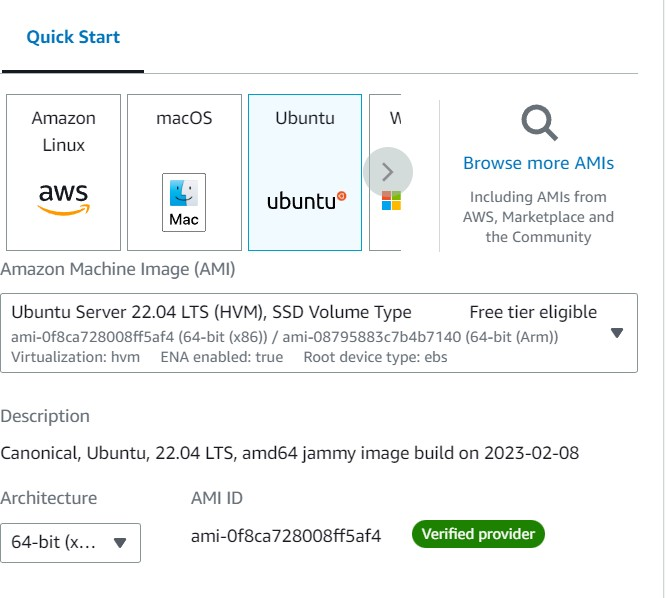 Quick Start
Amazon
Linux
aws
macOS
Mac
Ubuntu
ubuntu
W
Browse more AMIs
Including AMIs from
AWS, Marketplace and
the Community
Amazon Machine Image (AMI)
Ubuntu Server 22.04 LTS (HVM), SSD Volume Type Free tier eligible
ami-0f8ca728008ff5af4 (64-bit (x86)) / ami-08795883c7b4b7140 (64-bit (Arm))
Virtualization: hvm ENA enabled: true Root device type: ebs
Description
Canonical, Ubuntu, 22.04 LTS, amd64 jammy image build on 2023-02-08
Architecture AMI ID
64-bit (x... ami-0f8ca728008ff5af4 Verified provider